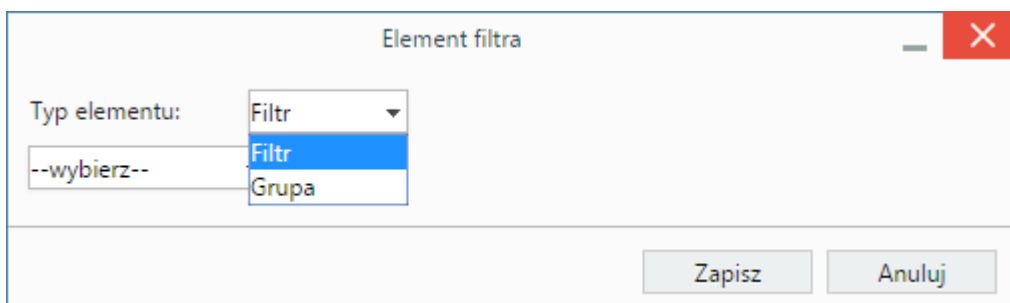 Element filtra
Typ elementu: Filtr
Filtr
--wybierz--
Grupa
Zapisz Anuluj